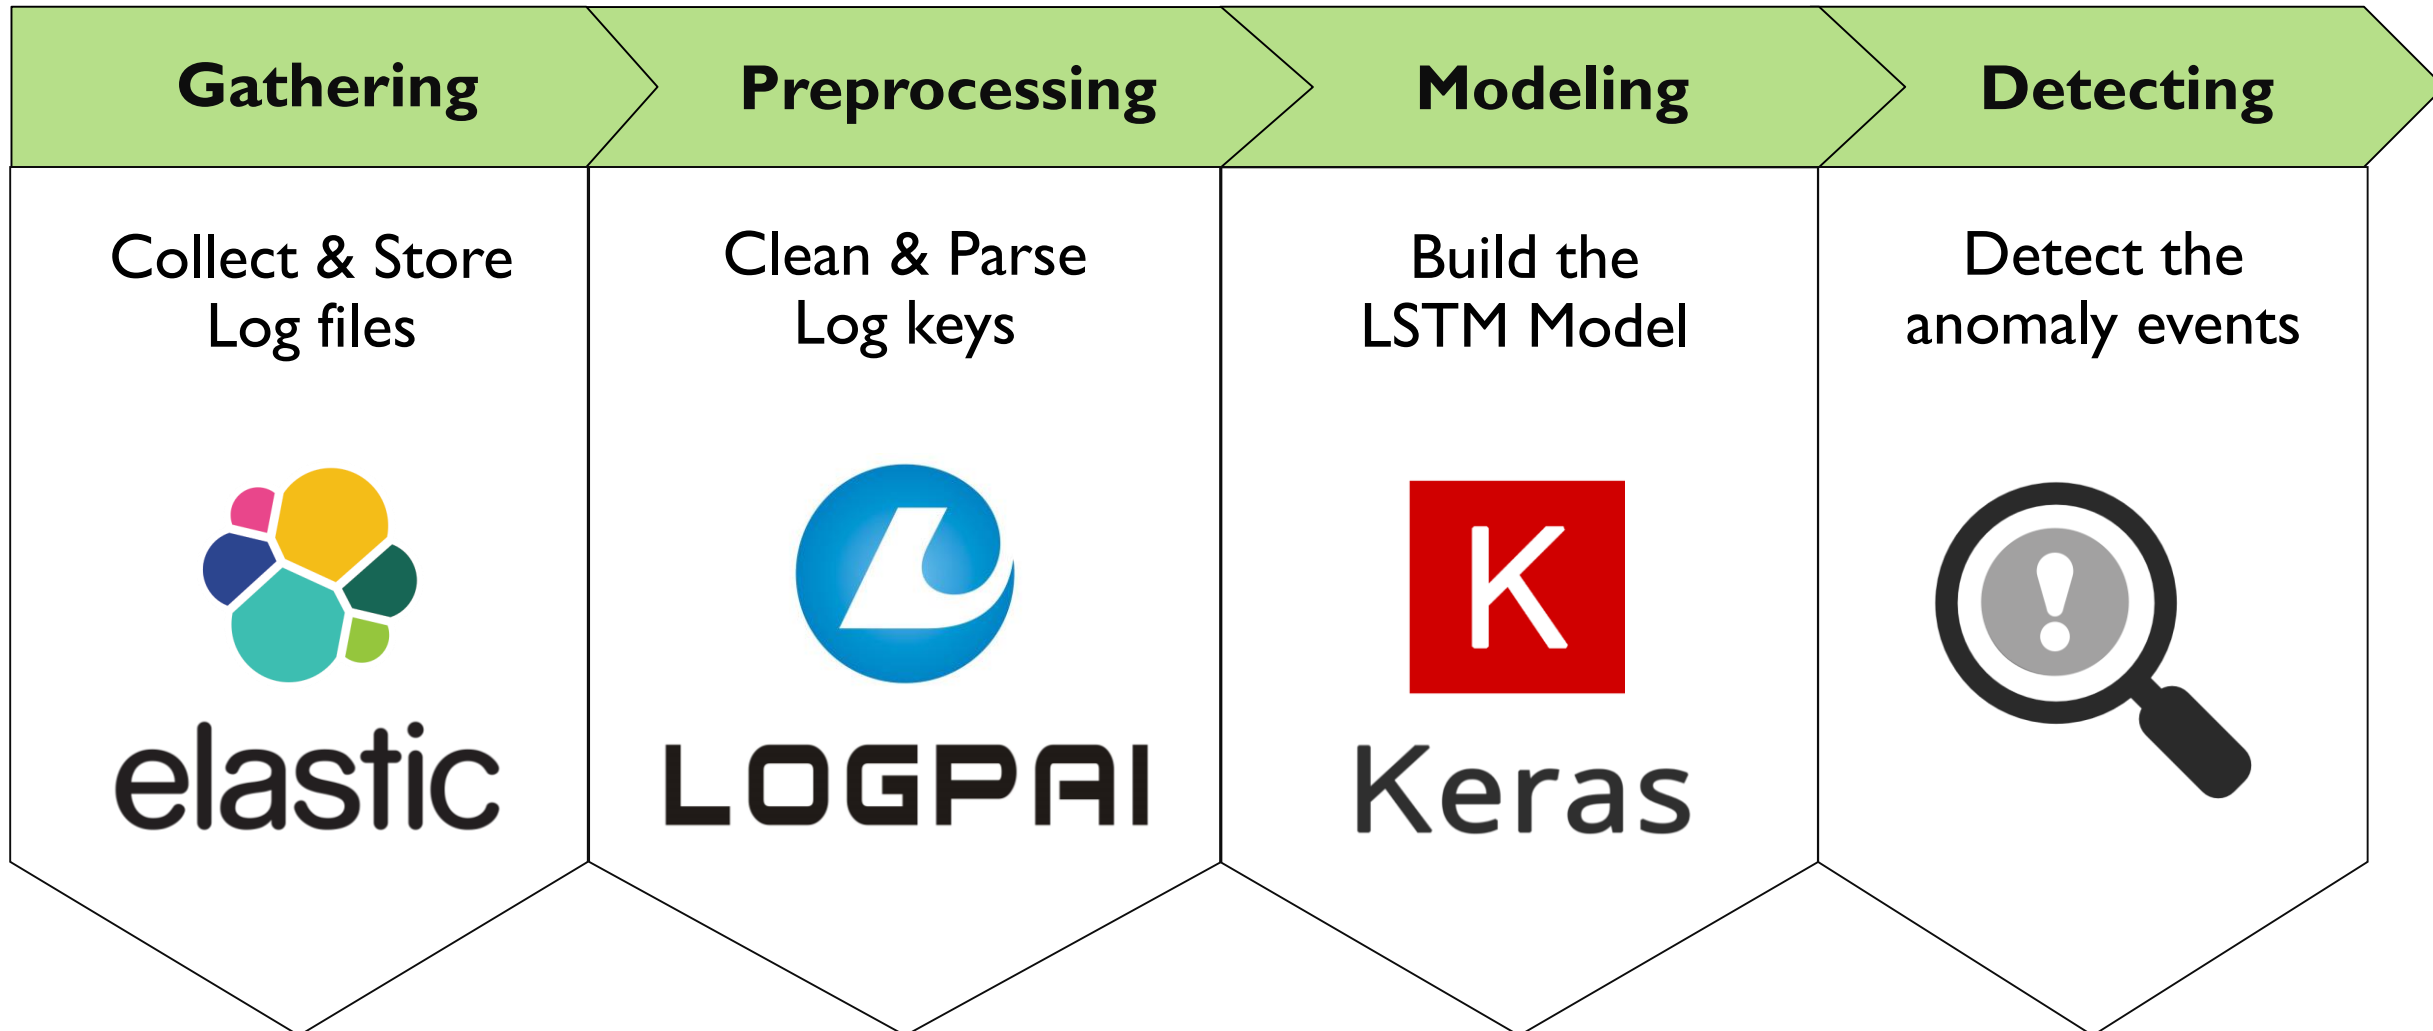 Gathering
Preprocessing
Modeling
Detecting
Collect & Store
Log files
Clean & Parse
Log keys
Build the
LSTM Model
Detect the
anomaly events
elastic
LOGPAI
K
Keras
!